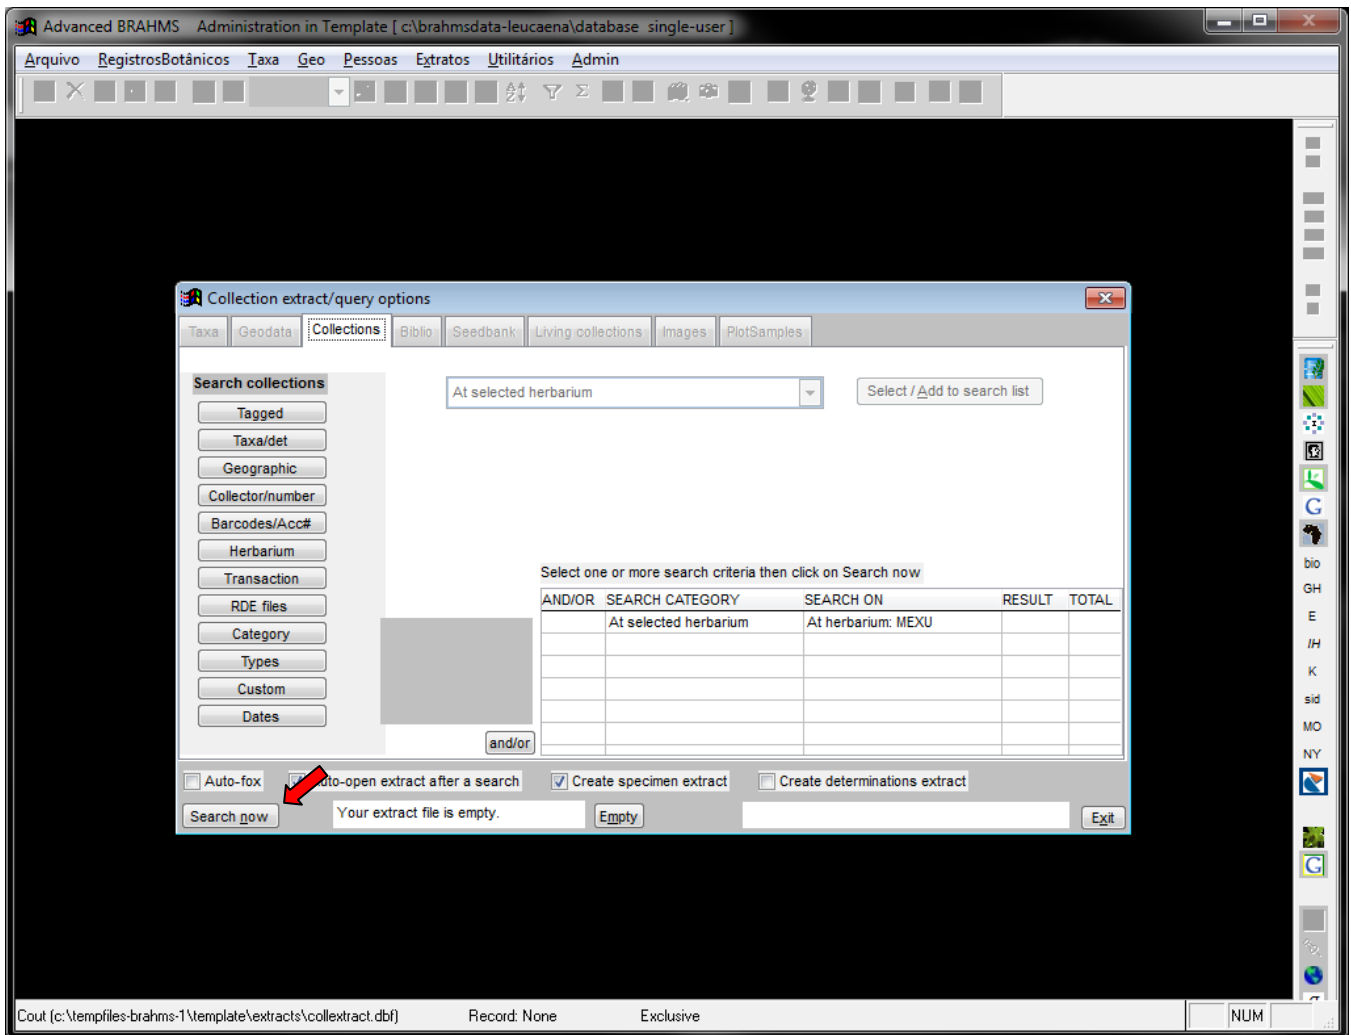 Advanced BRAHMS Administration in Template [ c:\brahmsdata-leucaena\database single-user ]
Arquivo RegistrosBotânicos Taxa Geo Pessoas Extratos Utilitários Admin
Collection extract/query options
Taxa Geodata Collections Biblio Seedbank Living collections Images PlotSamples
Search collections
At selected herbarium
Select / Add to search list
Tagged
Taxa/det
Geographic
Collector/number
Barcodes/Acc#
Herbarium
Transaction
RDE files
Category
Types
Custom
Dates
Select one or more search criteria then click on Search now
AND/OR SEARCH CATEGORY SEARCH ON RESULT TOTAL
At selected herbarium At herbarium: MEXU
and/or
Auto-fox
open extract after a search
Create specimen extract
Create determinations extract
Search now
Your extract file is empty.
Empty
Exit
G
bio
GH
E
IH
K
sid
MO
NY
G
Cout (c:\tempfiles-brahms-1\template\extracts\collextract.dbf) Record: None Exclusive NUM